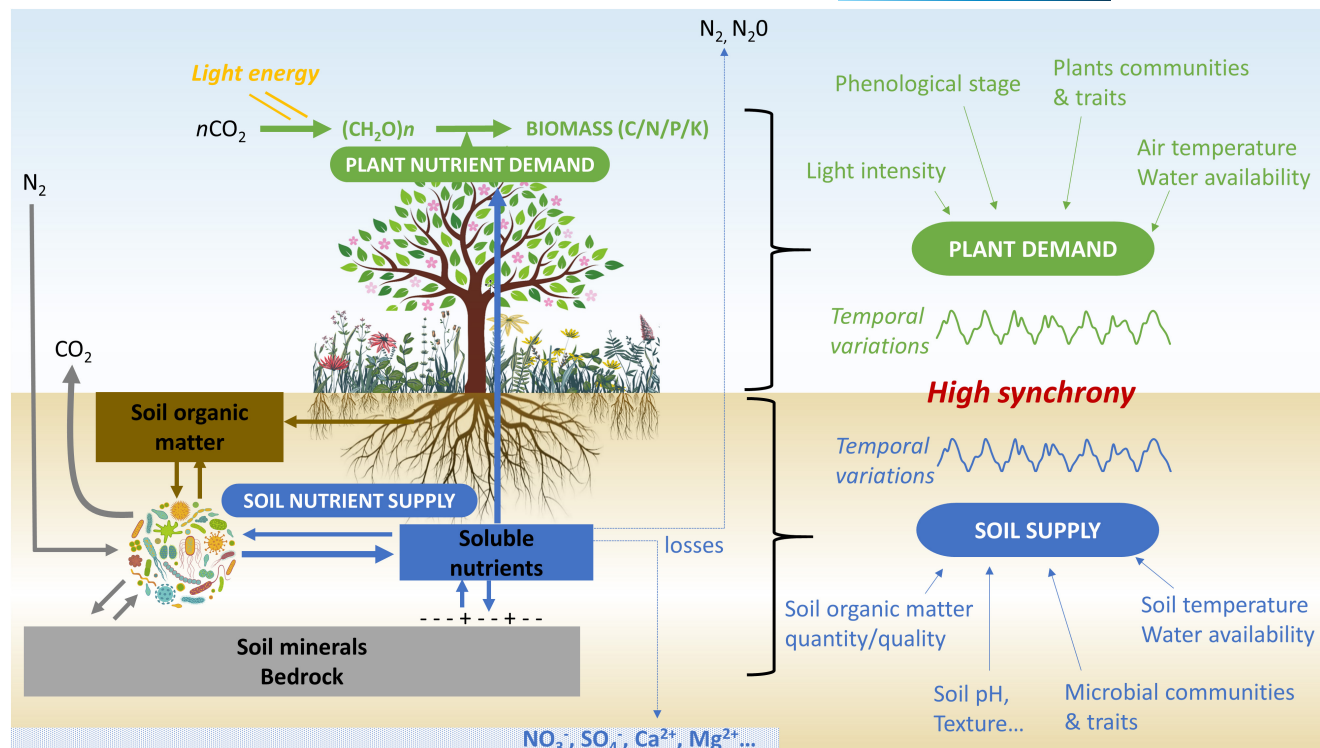 N₂, N₂0
Light energy
nCO₂
(CH₂O)n
BIOMASS (C/N/P/K)
PLANT NUTRIENT DEMAND
N₂
CO₂
Soil organic
matter
SOIL NUTRIENT SUPPLY
Soluble
nutrients
losses
- - - + - - + - -
Soil minerals
Bedrock
NO₃⁻, SO₄⁻, Ca²⁺, Mg²⁺...
Phenological stage
Plants communities
& traits
Light intensity
Air temperature
Water availability
PLANT DEMAND
Temporal
variations
High synchrony
Temporal
variations
SOIL SUPPLY
Soil organic matter
quantity/quality
Soil temperature
Water availability
Soil pH,
Texture...
Microbial communities
& traits